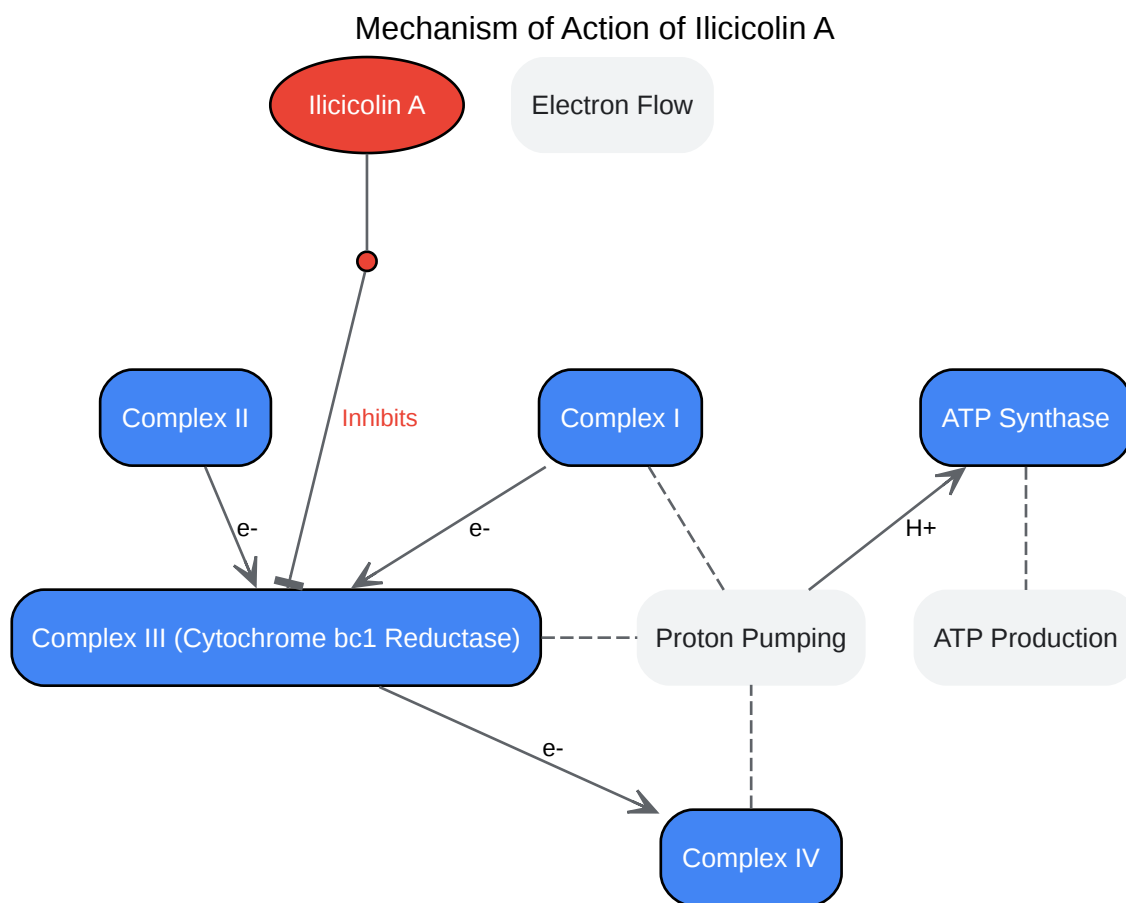 Mechanism of Action of Ilicicolin A
Ilicicolin A
Electron Flow
Complex II
Inhibits
Complex I
ATP Synthase
e-
e-
H+
Complex III (Cytochrome bc1 Reductase)
Proton Pumping
ATP Production
e-
Complex IV